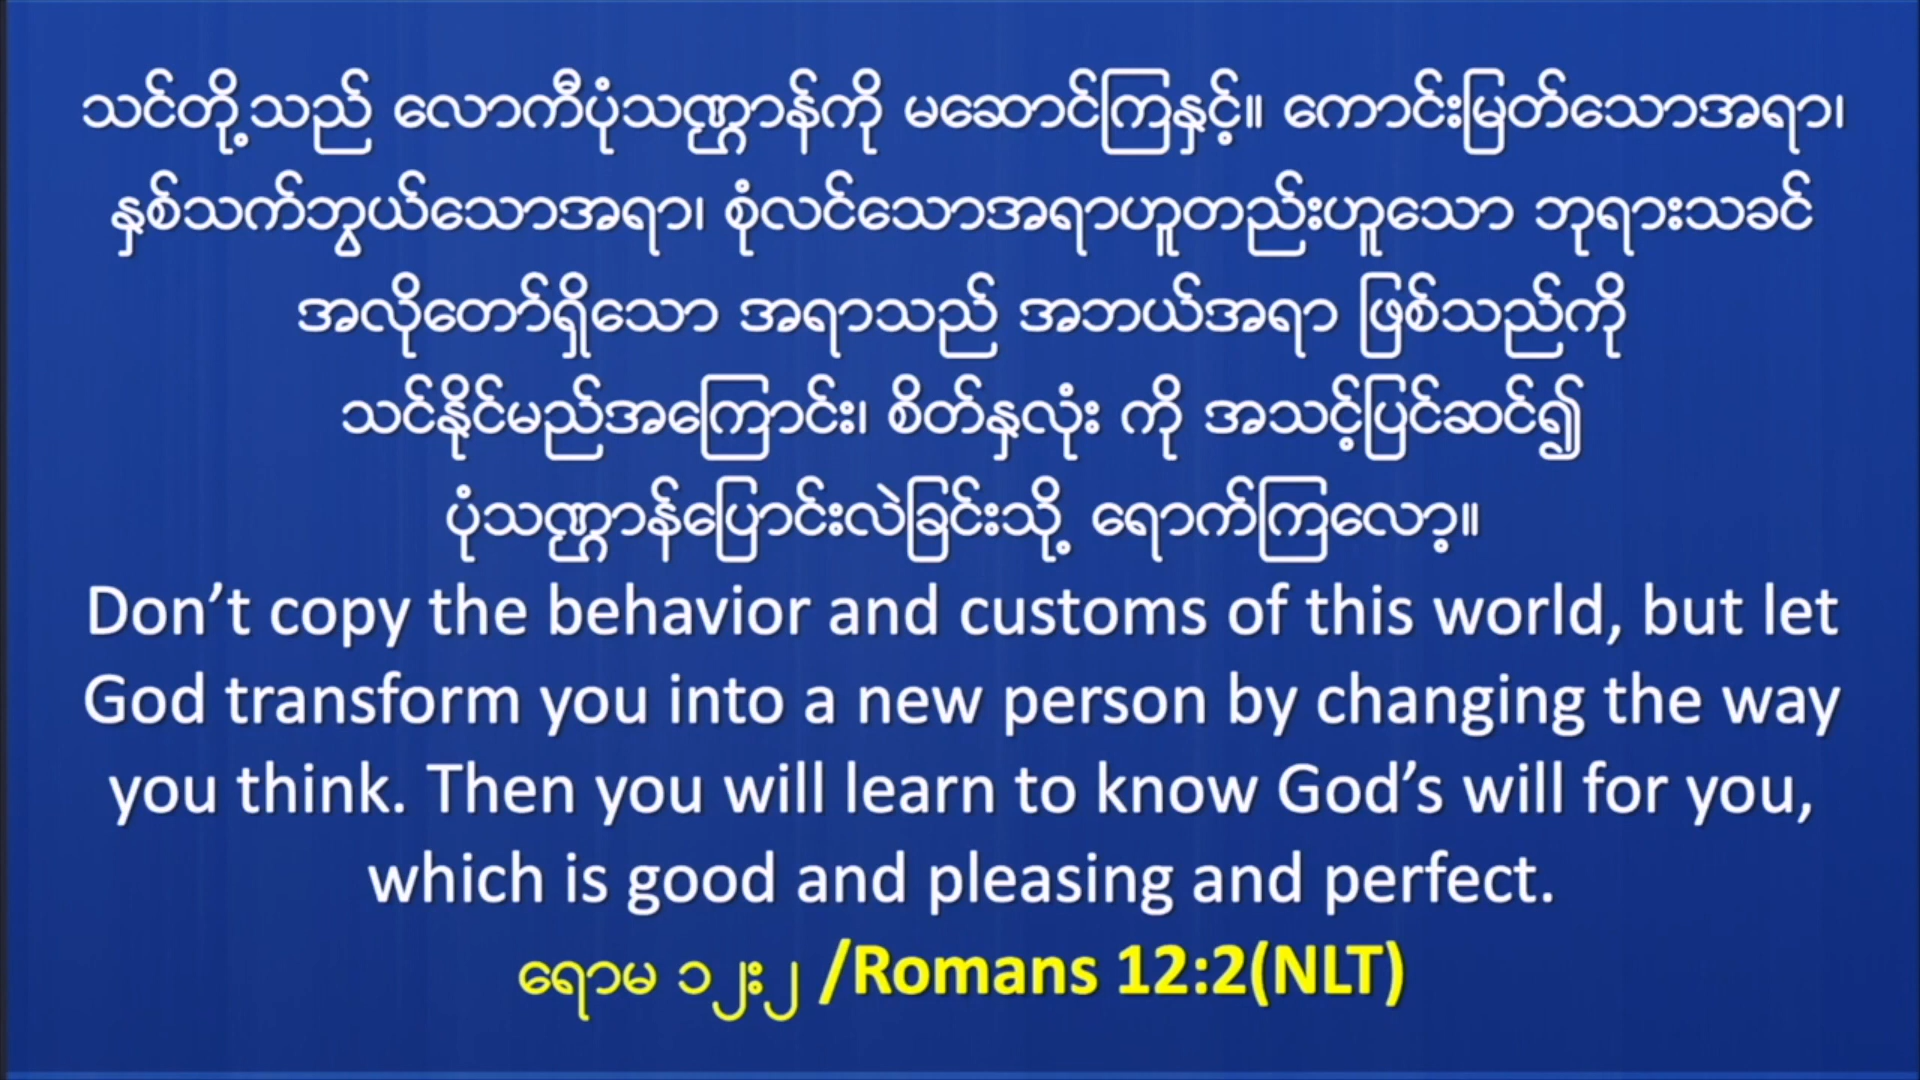 သင်တို့သည် လောကီပုံသဏ္ဌာန်ကို မဆောင်ကြနှင့်။ ကောင်းမြတ်သောအရာ၊
နှစ်သက်ဘွယ်သောအရာ၊ စုံလင်သောအရာဟူတည်းဟူသော ဘုရားသခင်
အလိုတော်ရှိသော အရာသည် အဘယ်အရာ ဖြစ်သည်ကို
သင်နိုင်မည်အကြောင်း၊ စိတ်နှလုံး ကို အသင့်ပြင်ဆင်၍
ပုံသဏ္ဌာန်ပြောင်းလဲခြင်းသို့ ရောက်ကြလော့။
Don’t copy the behavior and customs of this world, but let
God transform you into a new person by changing the way
you think. Then you will learn to know God’s will for you,
which is good and pleasing and perfect.
ရောမ ၁၂း၂ /Romans 12:2(NLT)